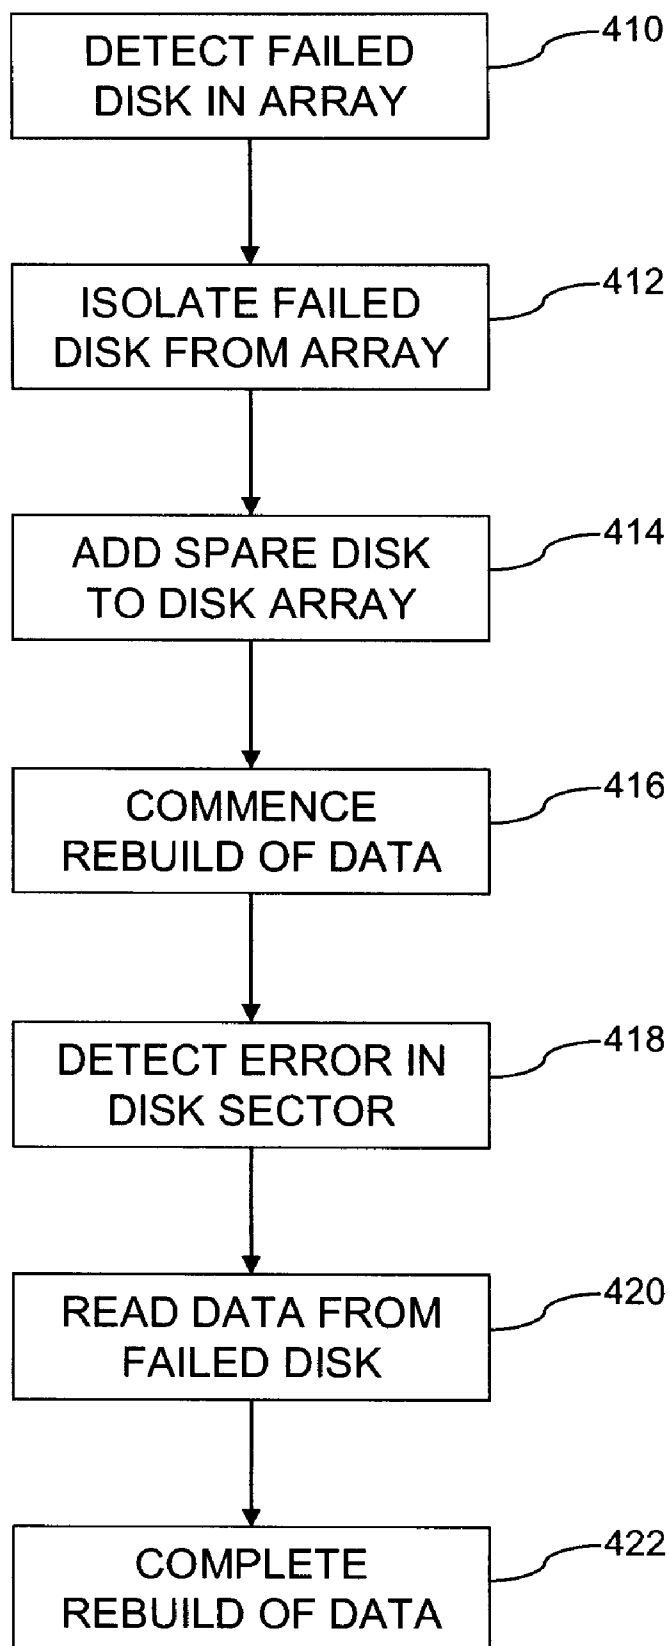 DETECT FAILED
DISK IN ARRAY
410
ISOLATE FAILED
DISK FROM ARRAY
412
ADD SPARE DISK
TO DISK ARRAY
414
COMMENCE
REBUILD OF DATA
416
DETECT ERROR IN
DISK SECTOR
418
READ DATA FROM
FAILED DISK
420
COMPLETE
REBUILD OF DATA
422